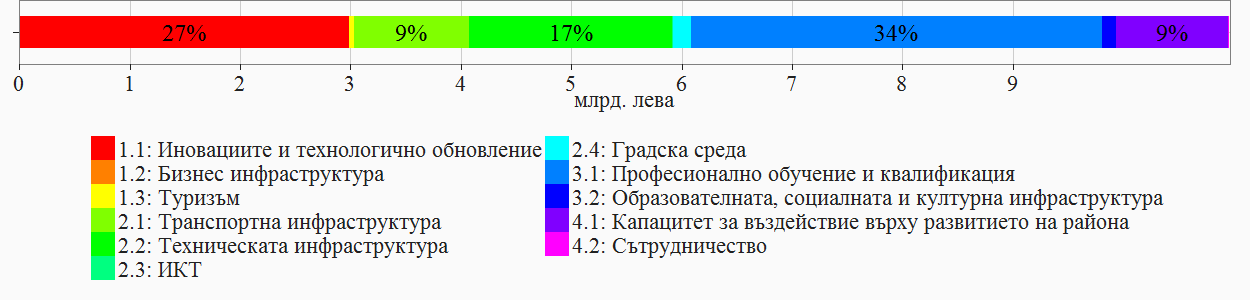 27% 9% 17% 34% 9%
0 1 2 3 4 5 6 7 8 9
млрд. лева
1.1: Иновациите и технологично обновление
1.2: Бизнес инфраструктура
1.3: Туризъм
2.1: Транспортна инфраструктура
2.2: Техническата инфраструктура
2.3: ИКТ
2.4: Градска среда
3.1: Професионално обучение и квалификация
3.2: Образователната, социалната и културна инфраструктура
4.1: Капацитет за въздействие върху развитието на района
4.2: Сътрудничество